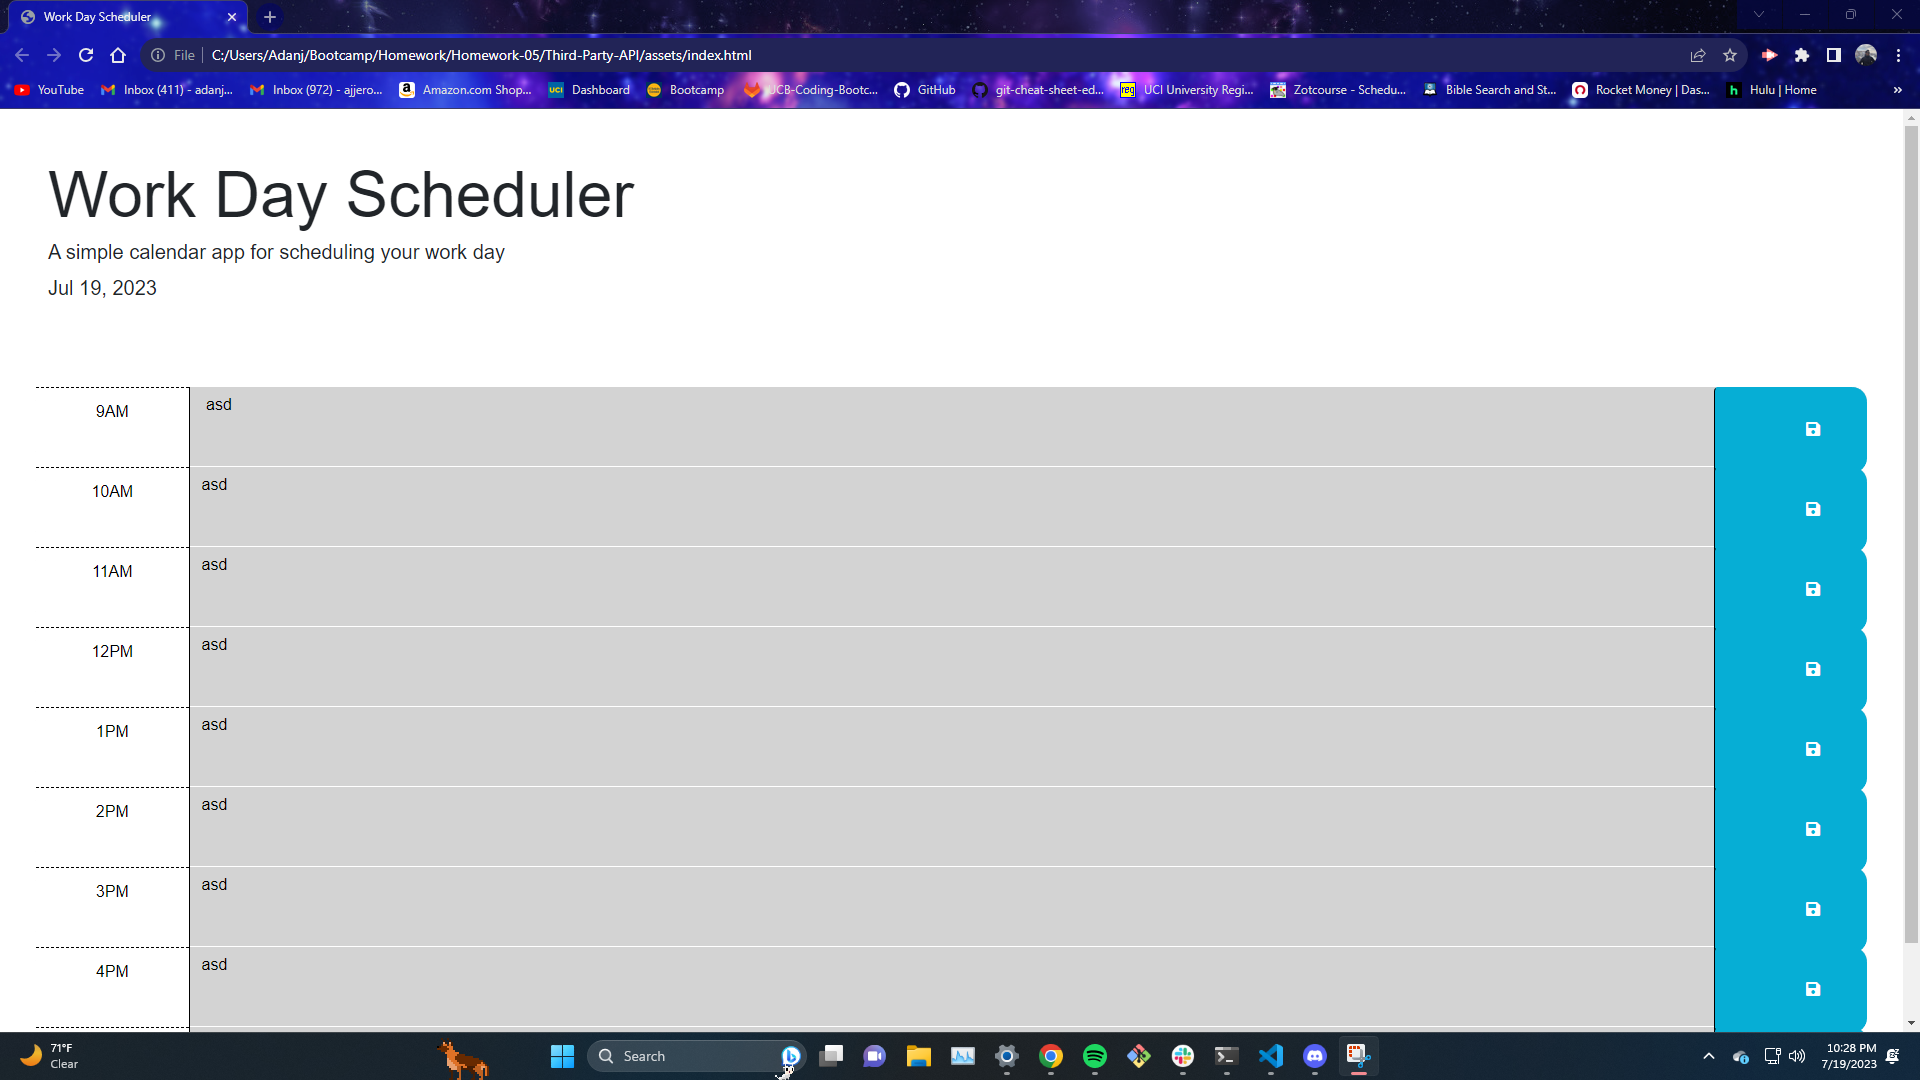 Work Day Scheduler
File C:/Users/Adanj/Bootcamp/Homework/Homework-05/Third-Party-API/assets/index.html
YouTube Inbox (411) - adanj... Inbox (972) - ajjero... Amazon.com Shop... UCI Dashboard Bootcamp UCB-Coding-Bootc... GitHub git-cheat-sheet-ed... reg UCI University Regi... Zotcourse - Schedu... Bible Search and St... Rocket Money | Das... h Hulu | Home »
Work Day Scheduler
A simple calendar app for scheduling your work day
Jul 19, 2023
9AM asd
10AM asd
11AM asd
12PM asd
1PM asd
2PM asd
3PM asd
4PM asd
71°F
Clear
Search
10:28 PM
7/19/2023